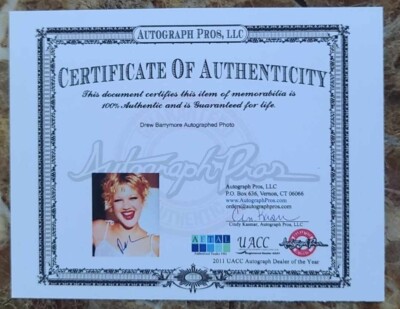 AUTOGRAPH PROS, LLC
CERTIFICATE OF AUTHENTICITY
This document certifies this item of memorabilia is
100% Authentic and is Guaranteed for life.
Drew Barrymore Autographed Photo
Autograph Pros
Autograph Pros, LLC
P.O. Box 636, Vernon, CT 06066
www.AutographPros.com
orders@autographpros.com
Cindy Kasmer, Autograph Pros, LLC
UACC
2011 UACC Autograph Dealer of the Year